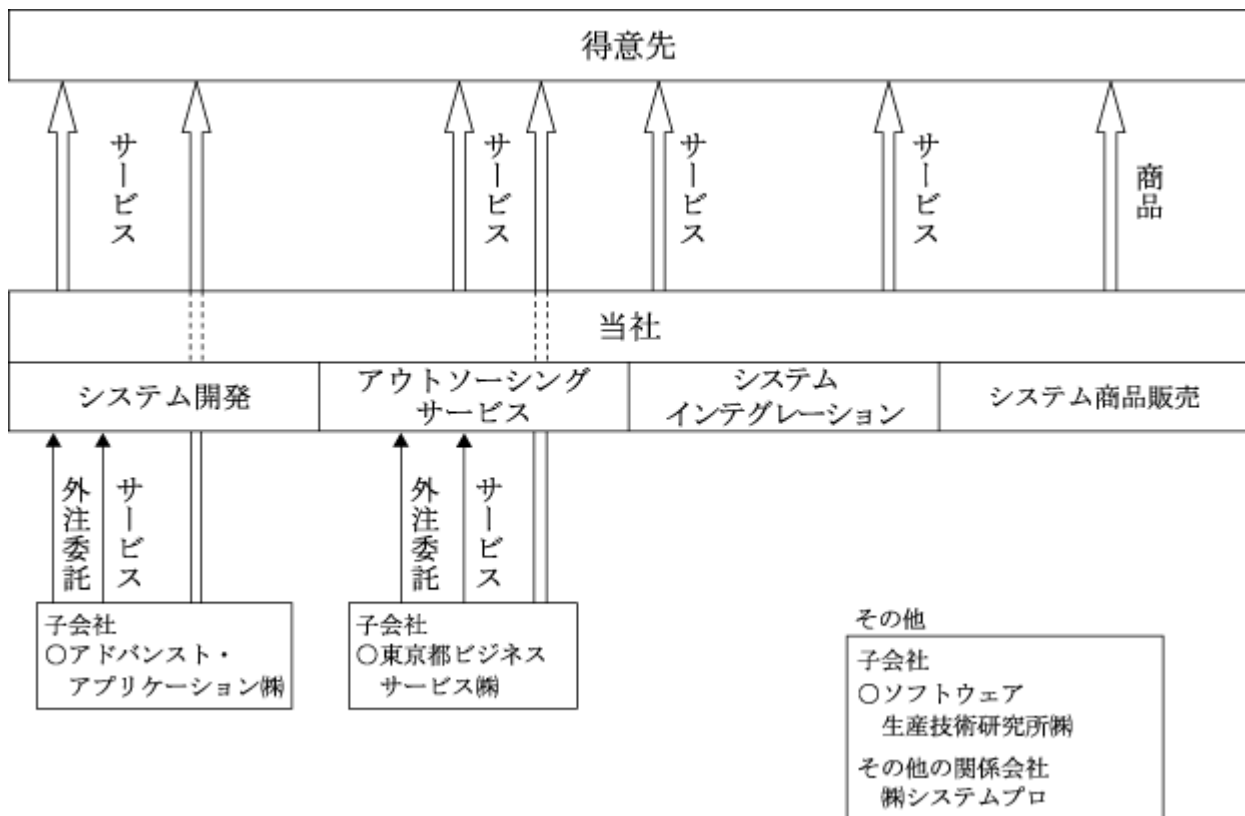 得意先
サービス
サービス
サービス
サービス
商品
当社
システム開発
アウトソーシング
サービス
システム
インテグレーション
システム商品販売
外注委託
サービス
外注委託
サービス
子会社
○アドバンスト・
アプリケーション㈱
子会社
○東京都ビジネス
サービス㈱
その他
子会社
○ソフトウェア
生産技術研究所㈱
その他の関係会社
㈱システムプロ